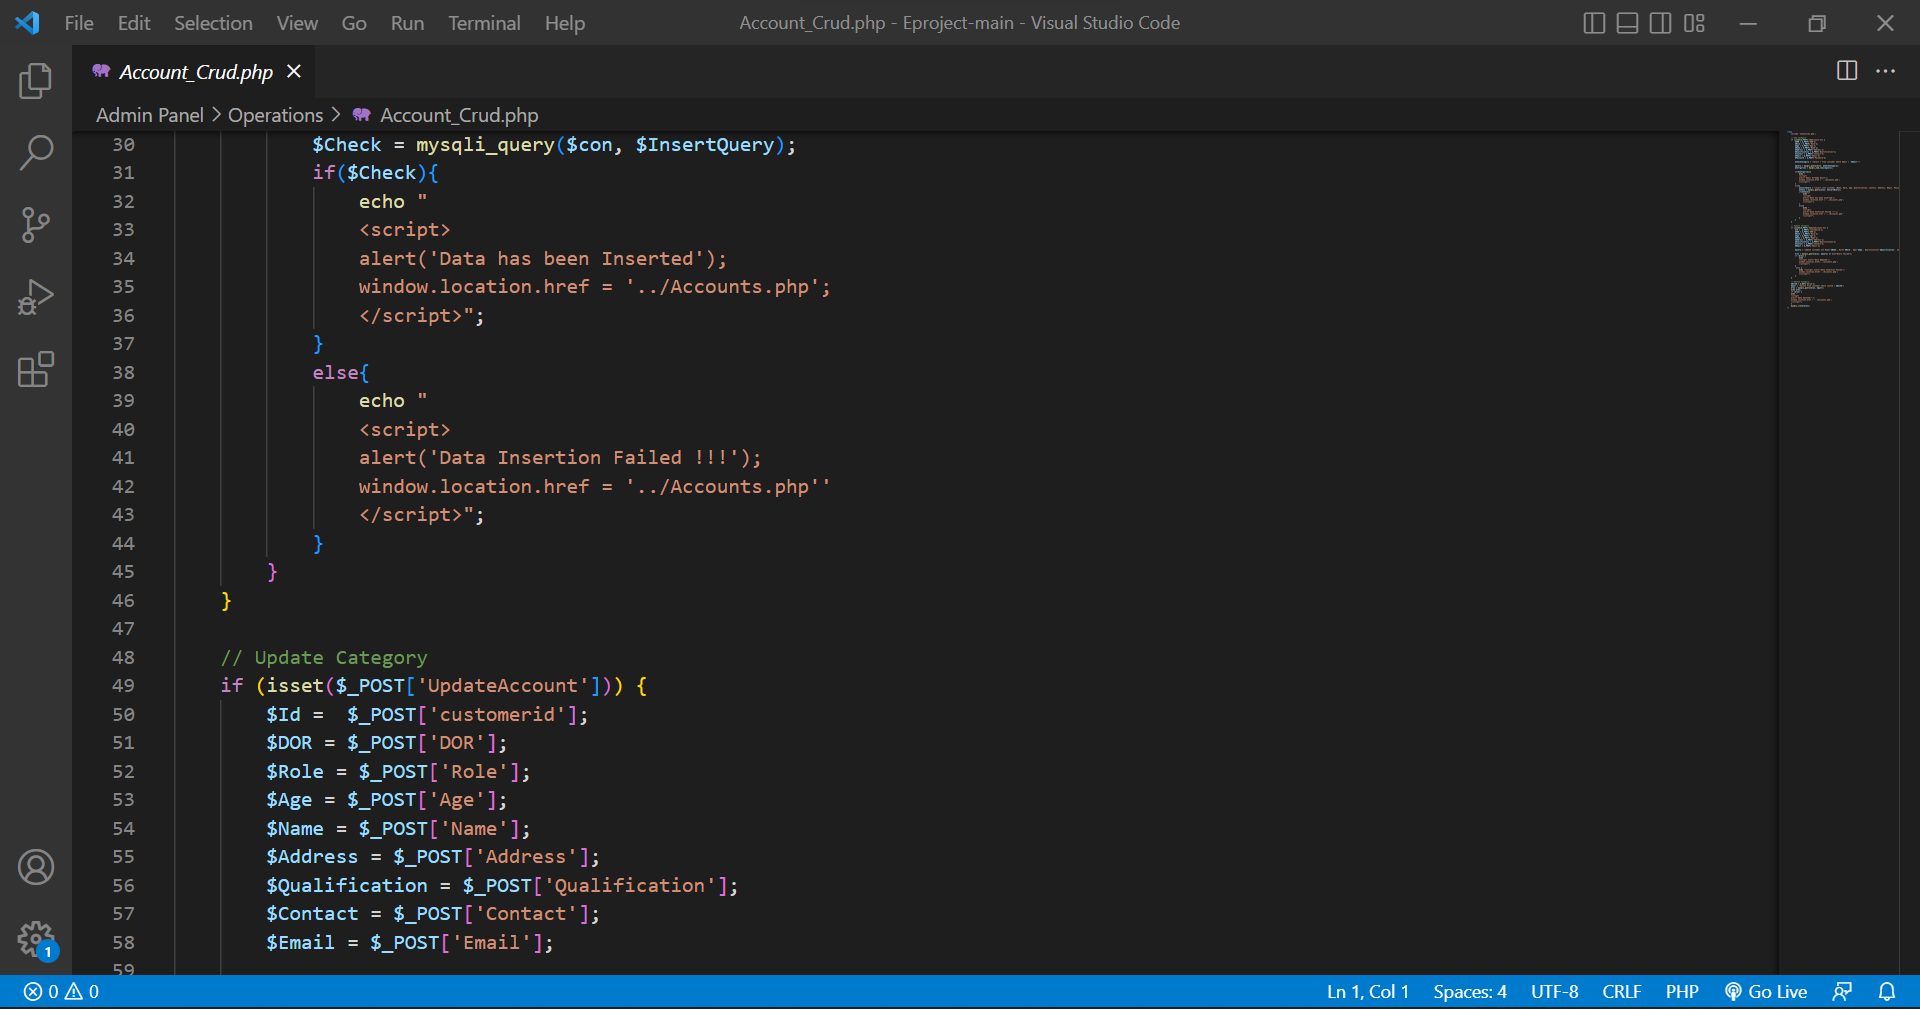 File Edit Selection View Go Run Terminal Help Account_Crud.php - Eproject-main - Visual Studio Code
Account_Crud.php
Admin Panel > Operations > Account_Crud.php
30 $Check = mysqli_query($con, $InsertQuery);
31 if($Check){
32 echo "
33 <script>
34 alert('Data has been Inserted');
35 window.location.href = '../Accounts.php';
36 </script>";
37 }
38 else{
39 echo "
40 <script>
41 alert('Data Insertion Failed !!!');
42 window.location.href = '../Accounts.php''
43 </script>";
44 }
45 }
46 }
47
48 // Update Category
49 if (isset($_POST['UpdateAccount'])) {
50 $Id =  $_POST['customerid'];
51 $DOR = $_POST['DOR'];
52 $Role = $_POST['Role'];
53 $Age = $_POST['Age'];
54 $Name = $_POST['Name'];
55 $Address = $_POST['Address'];
56 $Qualification = $_POST['Qualification'];
57 $Contact = $_POST['Contact'];
58 $Email = $_POST['Email'];
59
1
0 0 Ln 1, Col 1 Spaces: 4 UTF-8 CRLF PHP Go Live